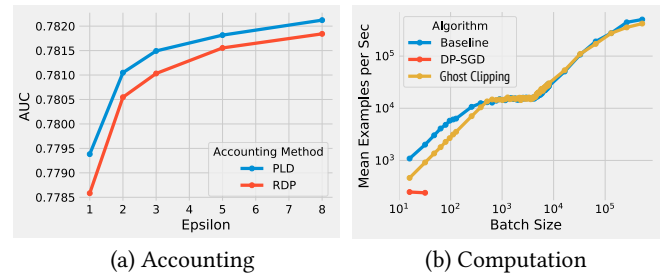 0.7820
0.7815
0.7810
0.7805
0.7800
0.7795
0.7790
0.7785
AUC
Accounting Method
PLD
RDP
1 2 3 4 5 6 7 8
Epsilon
(a) Accounting
Algorithm
Baseline
DP-SGD
Ghost Clipping
10^5
10^4
10^3
Mean Examples per Sec
10^1 10^2 10^3 10^4 10^5
Batch Size
(b) Computation